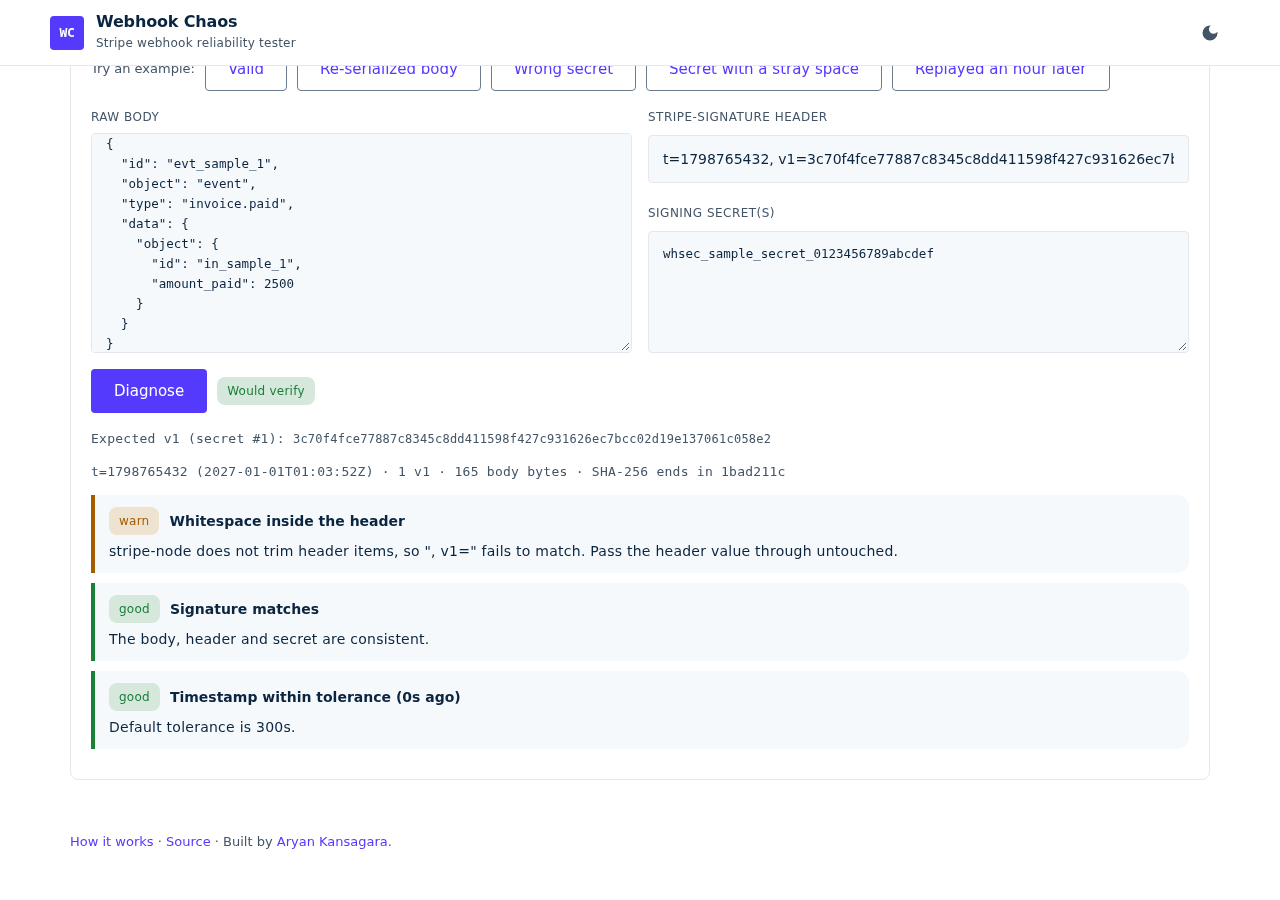 WC
Webhook Chaos
Stripe webhook reliability tester
Try an example:
Valid
Re-serialized body
Wrong secret
Secret with a stray space
Replayed an hour later
RAW BODY
{
  "id": "evt_sample_1",
  "object": "event",
  "type": "invoice.paid",
  "data": {
    "object": {
      "id": "in_sample_1",
      "amount_paid": 2500
    }
  }
}
STRIPE-SIGNATURE HEADER
t=1798765432, v1=3c70f4fce77887c8345c8dd411598f427c931626ec7b
SIGNING SECRET(S)
whsec_sample_secret_0123456789abcdef
Diagnose
Would verify
Expected v1 (secret #1): 3c70f4fce77887c8345c8dd411598f427c931626ec7bcc02d19e137061c058e2
t=1798765432 (2027-01-01T01:03:52Z) · 1 v1 · 165 body bytes · SHA-256 ends in 1bad211c
warn Whitespace inside the header
stripe-node does not trim header items, so ", v1=" fails to match. Pass the header value through untouched.
good Signature matches
The body, header and secret are consistent.
good Timestamp within tolerance (0s ago)
Default tolerance is 300s.
How it works · Source · Built by Aryan Kansagara.